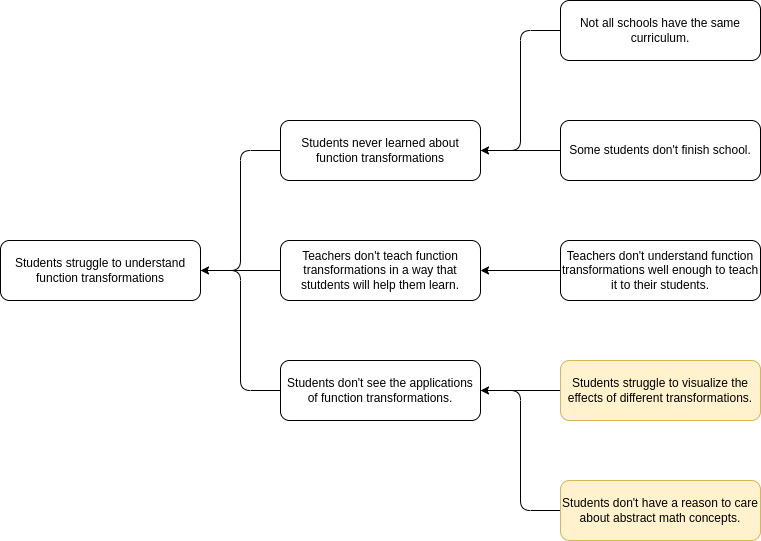 Not all schools have the same
curriculum.
Students never learned about
function transformations
Some students don't finish school.
Students struggle to understand
function transformations
Teachers don't teach function
transformations in a way that
stutdents will help them learn.
Teachers don't understand function
transformations well enough to teach
it to their students.
Students don't see the applications
of function transformations.
Students struggle to visualize the
effects of different transformations.
Students don't have a reason to care
about abstract math concepts.